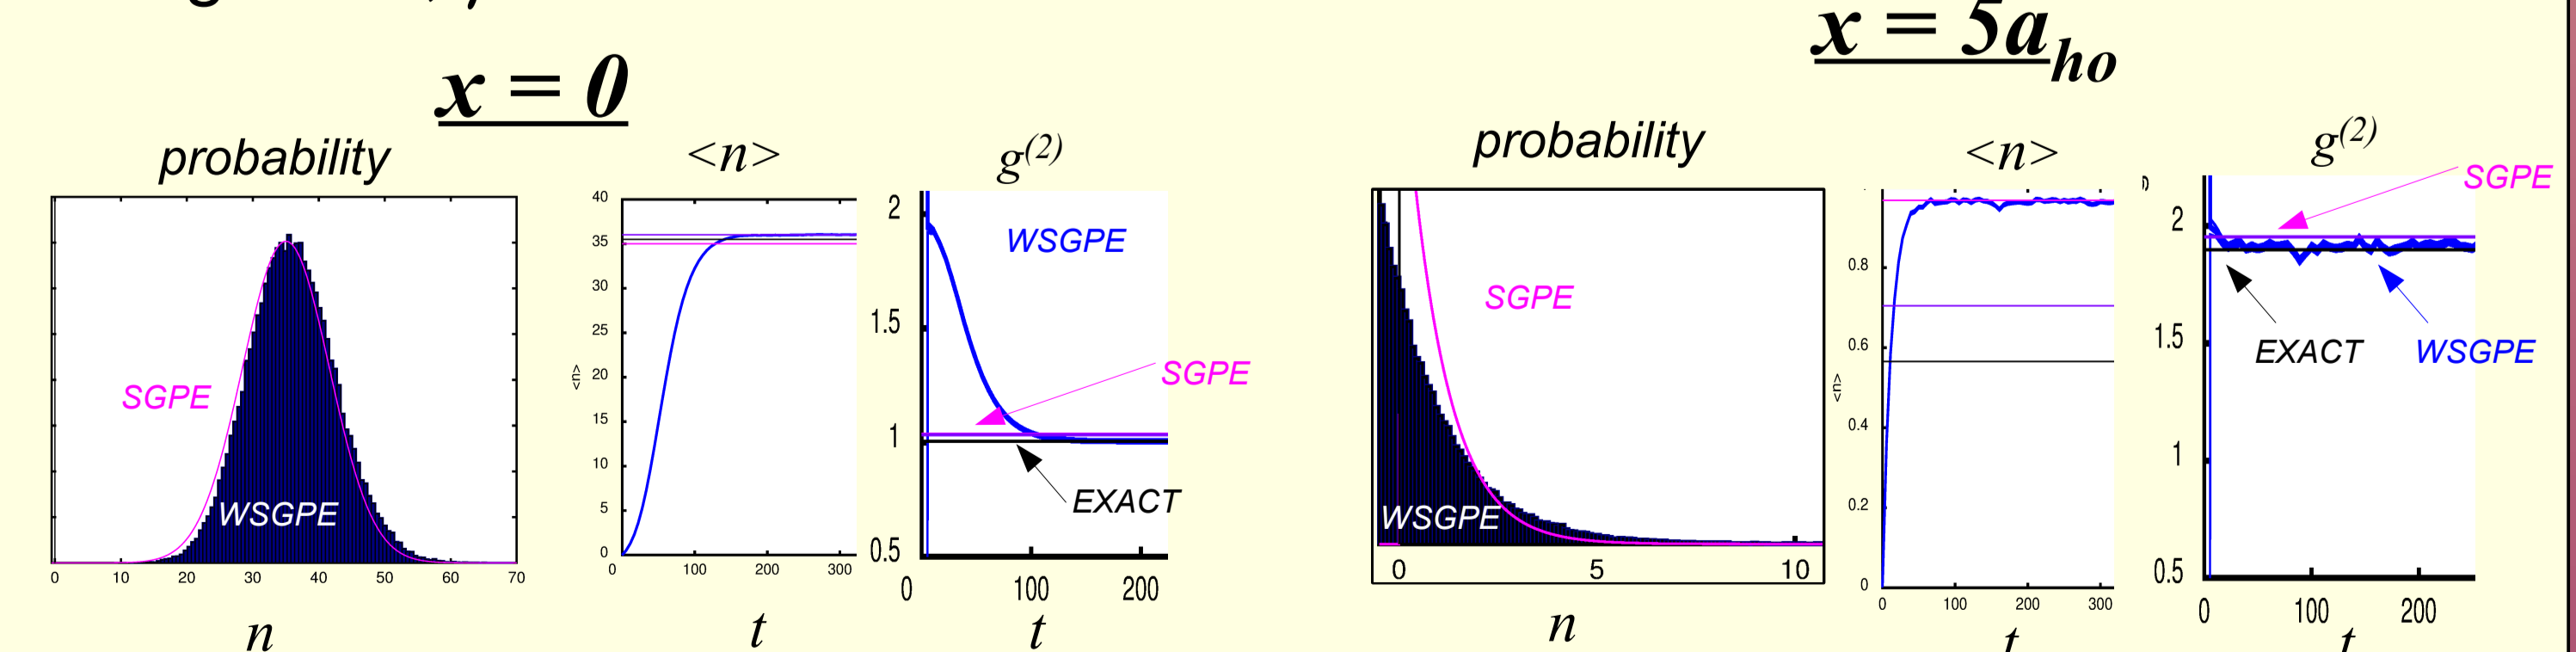 x = 0
probability
<n>
g(2)
40
35
30
25
20
15
10
5
0
<n>
2
1.5
1
0.5
WSGPE
SGPE
EXACT
SGPE
WSGPE
0 10 20 30 40 50 60 70
0 100 200 300
0 100 200
n
t
t
x = 5aho
probability
<n>
g(2)
SGPE
SGPE
WSGPE
0 5 10
n
0.8
0.6
0.4
0.2
0
<n>
0 100 200 300
t
2
1.5
1
0.5
EXACT
WSGPE
0 100 200
t